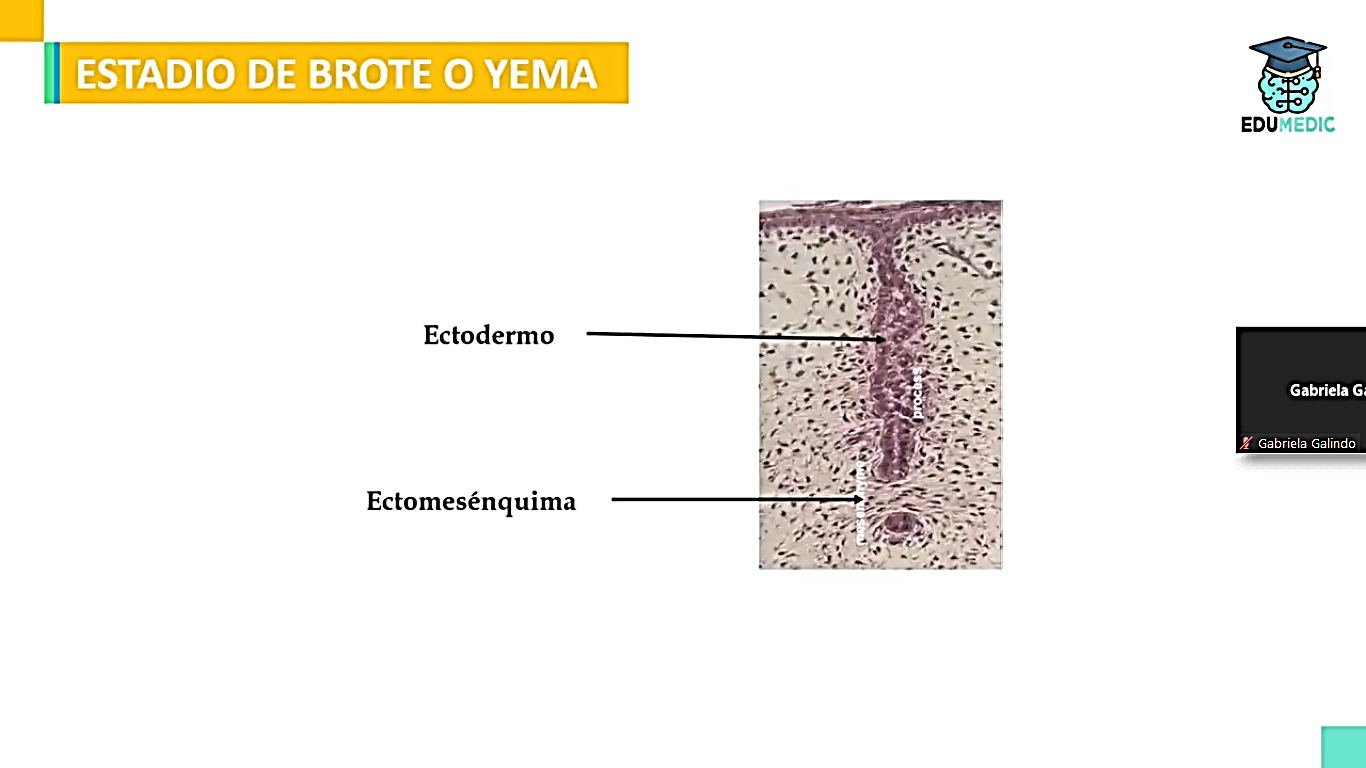 ESTADIO DE BROTE O YEMA
EDUMEDIC
Ectodermo
process
Gabriela Ga
Gabriela Galindo
Ectomesénquima